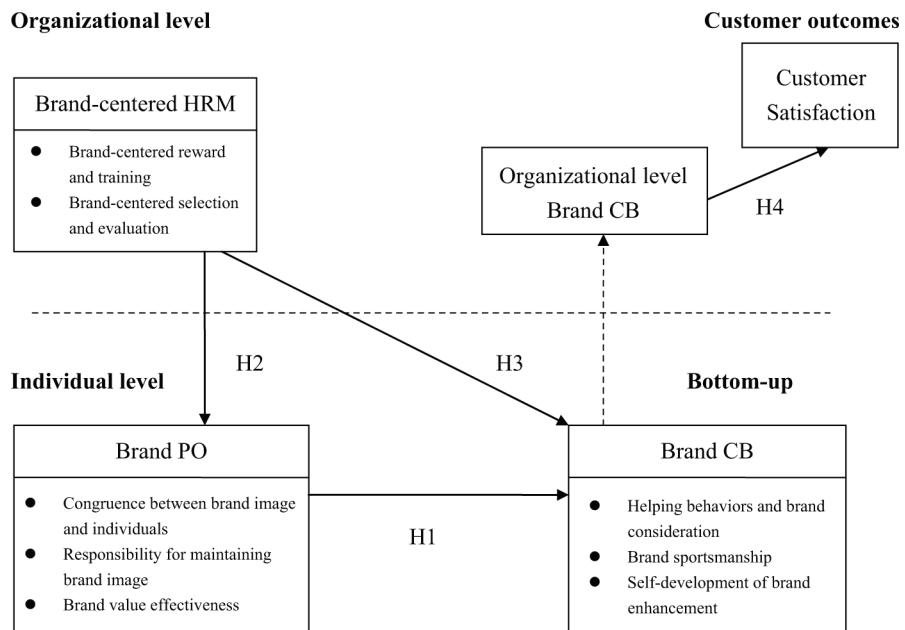 Organizational level
Customer outcomes
Brand-centered HRM
● Brand-centered reward
and training
● Brand-centered selection
and evaluation
Customer
Satisfaction
Organizational level
Brand CB
H4
H2
H3
Individual level
Bottom-up
Brand PO
● Congruence between brand image
and individuals
● Responsibility for maintaining
brand image
● Brand value effectiveness
H1
Brand CB
● Helping behaviors and brand
consideration
● Brand sportsmanship
● Self-development of brand
enhancement